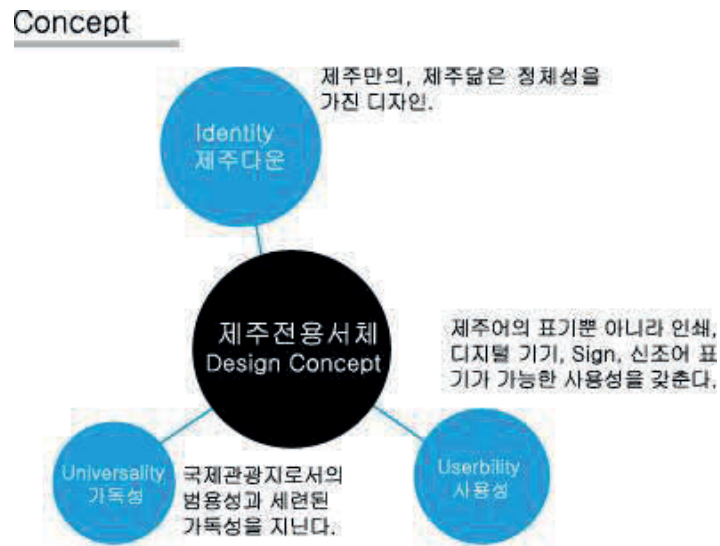 Concept
제주만의, 제주닮은 정체성을
가진 디자인.
Identity
제주다운
제주전용서체
Design Concept
제주어의 표기뿐 아니라 인쇄,
디지털 기기, Sign, 신조어 표
기가 가능한 사용성을 갖춘다.
Universality
가독성
국제관광지로서의
범용성과 세련된
가독성을 지닌다.
Userbility
사용성